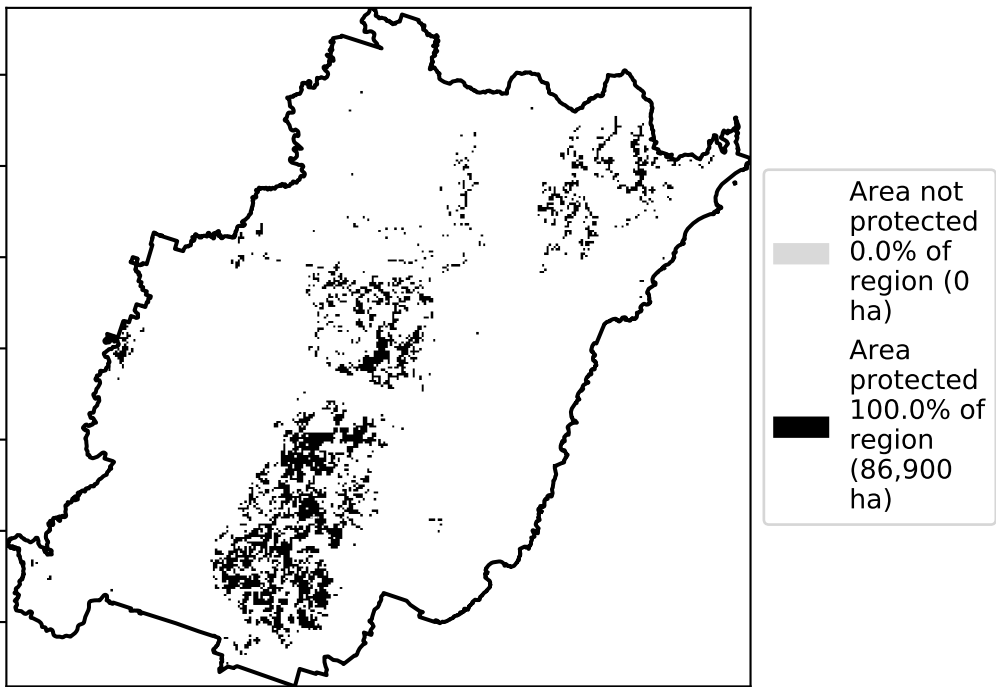 Area not
protected
0.0% of
region (0
ha)
Area
protected
100.0% of
region
(86,900
ha)